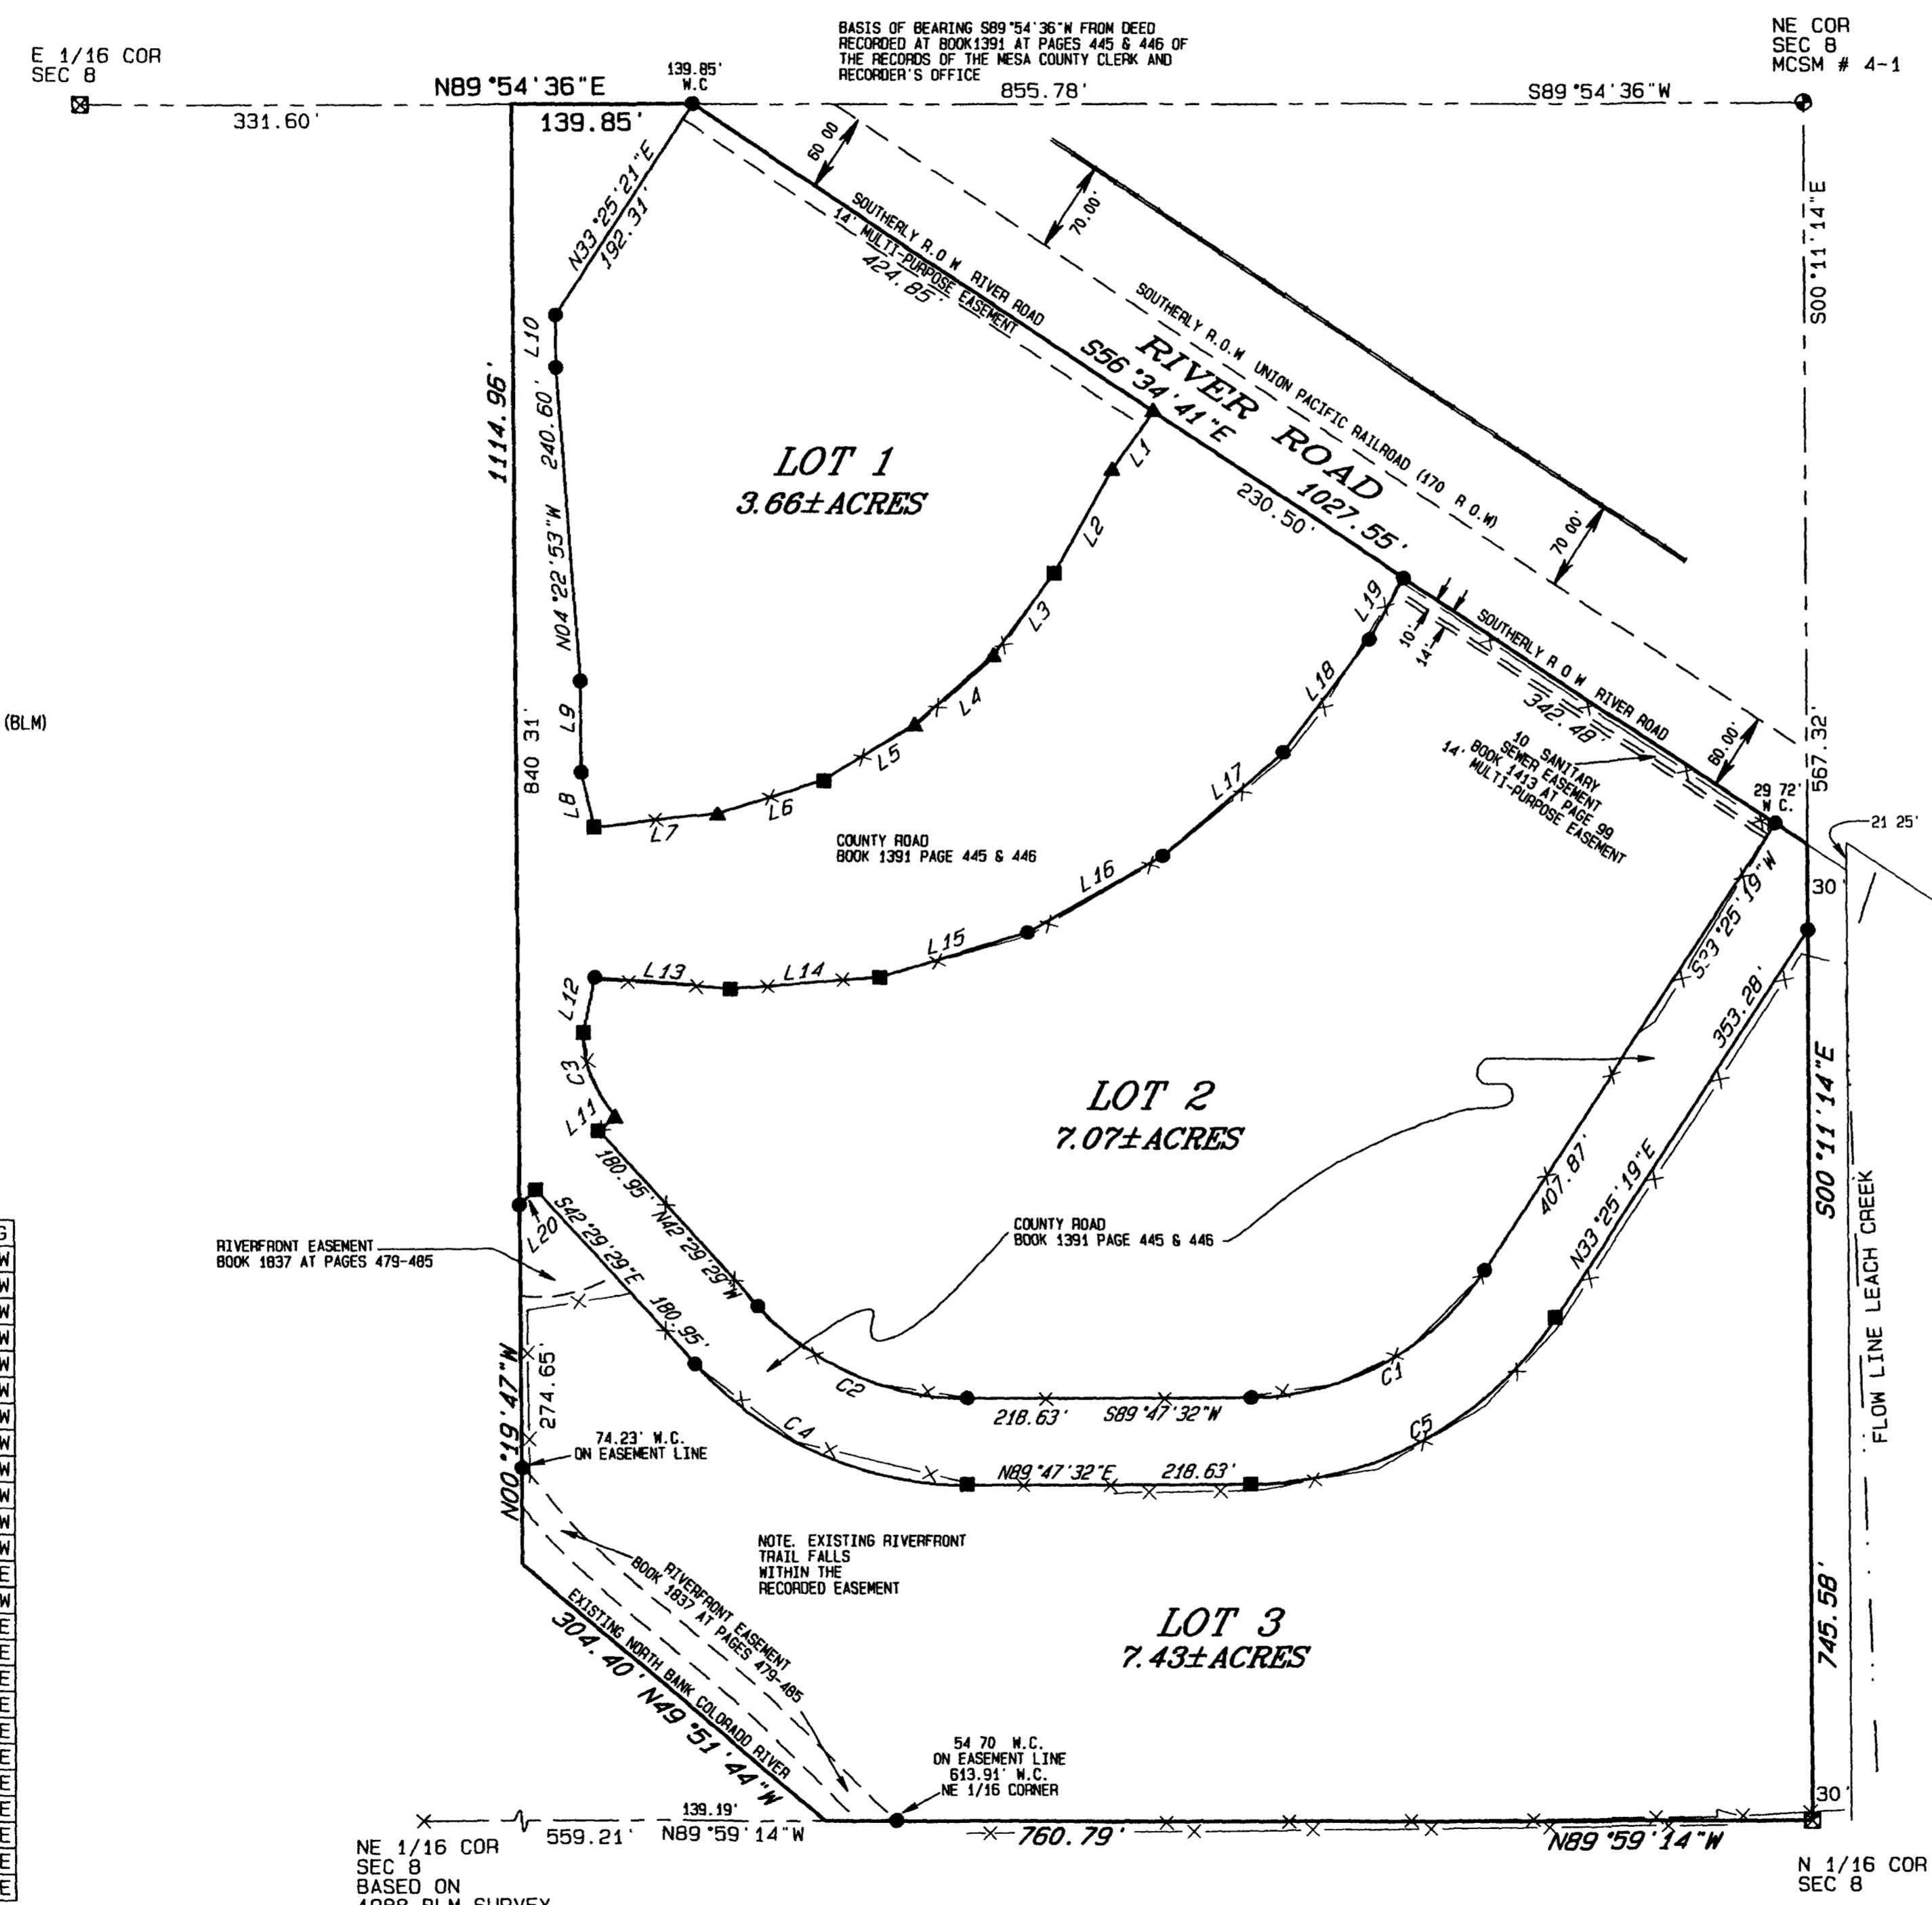 E 1/16 COR
SEC 8
BASIS OF BEARING S89°54'36"W FROM DEED
RECORDED AT BOOK1391 AT PAGES 445 & 446 OF
THE RECORDS OF THE MESA COUNTY CLERK AND
RECORDER'S OFFICE
NE COR
SEC 8
MCSM # 4-1
N89°54'36"E
139.85'
W.C
855.78'
S89°54'36"W
331.60'
139.85'
60 00
70.00'
N33°25'21"E
192.31'
SOUTHERLY R.O.W RIVER ROAD
14' MULTI-PURPOSE EASEMENT
424.85'
SOUTHERLY R.O.W UNION PACIFIC RAILROAD (170 R O.W)
RIVER ROAD
S56°34'41"E
1027.55'
230.50'
70 00'
S00°11'14"E
567.32'
L10
1114.96'
240.60'
N04°22'53"W
LOT 1
3.66±ACRES
L1
L2
L3
L4
L5
L6
L7
L8
L9
840 31'
(BLM)
L19
L18
L17
L16
L15
L14
L13
L12
10'
14'
SOUTHERLY R O W RIVER ROAD
342.48'
60.00'
10 SANITARY
SEWER EASEMENT
BOOK 1413 AT PAGE 99
14' MULTI-PURPOSE EASEMENT
29 72'
W C.
21 25'
30'
COUNTY ROAD
BOOK 1391 PAGE 445 & 446
S33°25'19"W
353.28'
C3
L11
LOT 2
7.07±ACRES
180.95'
N42°29'29"W
407.87'
N33°25'19"E
S00°11'14"E
FLOW LINE LEACH CREEK
L20
S42°29'29"E
180.95'
RIVERFRONT EASEMENT
BOOK 1837 AT PAGES 479-485
COUNTY ROAD
BOOK 1391 PAGE 445 & 446
C2
C1
218.63'
S89°47'32"W
N00°19'47"W
274.65'
C4
C5
74.23' W.C.
ON EASEMENT LINE
N89°47'32"E
218.63'
NOTE. EXISTING RIVERFRONT
TRAIL FALLS
WITHIN THE
RECORDED EASEMENT
RIVERFRONT EASEMENT
BOOK 1837 AT PAGES 479-485
EXISTING NORTH BANK COLORADO RIVER
304.40'
N49°51'44"W
LOT 3
7.43±ACRES
745.58'
54 70 W.C.
ON EASEMENT LINE
613.91' W.C.
NE 1/16 CORNER
30'
139.19'
559.21'
N89°59'14"W
760.79'
N89°59'14"W
NE 1/16 COR
SEC 8
BASED ON
N 1/16 COR
SEC 8
G
W
W
W
W
W
W
W
W
W
W
W
W
E
W
E
E
E
E
E
E
E
E
E
E
E